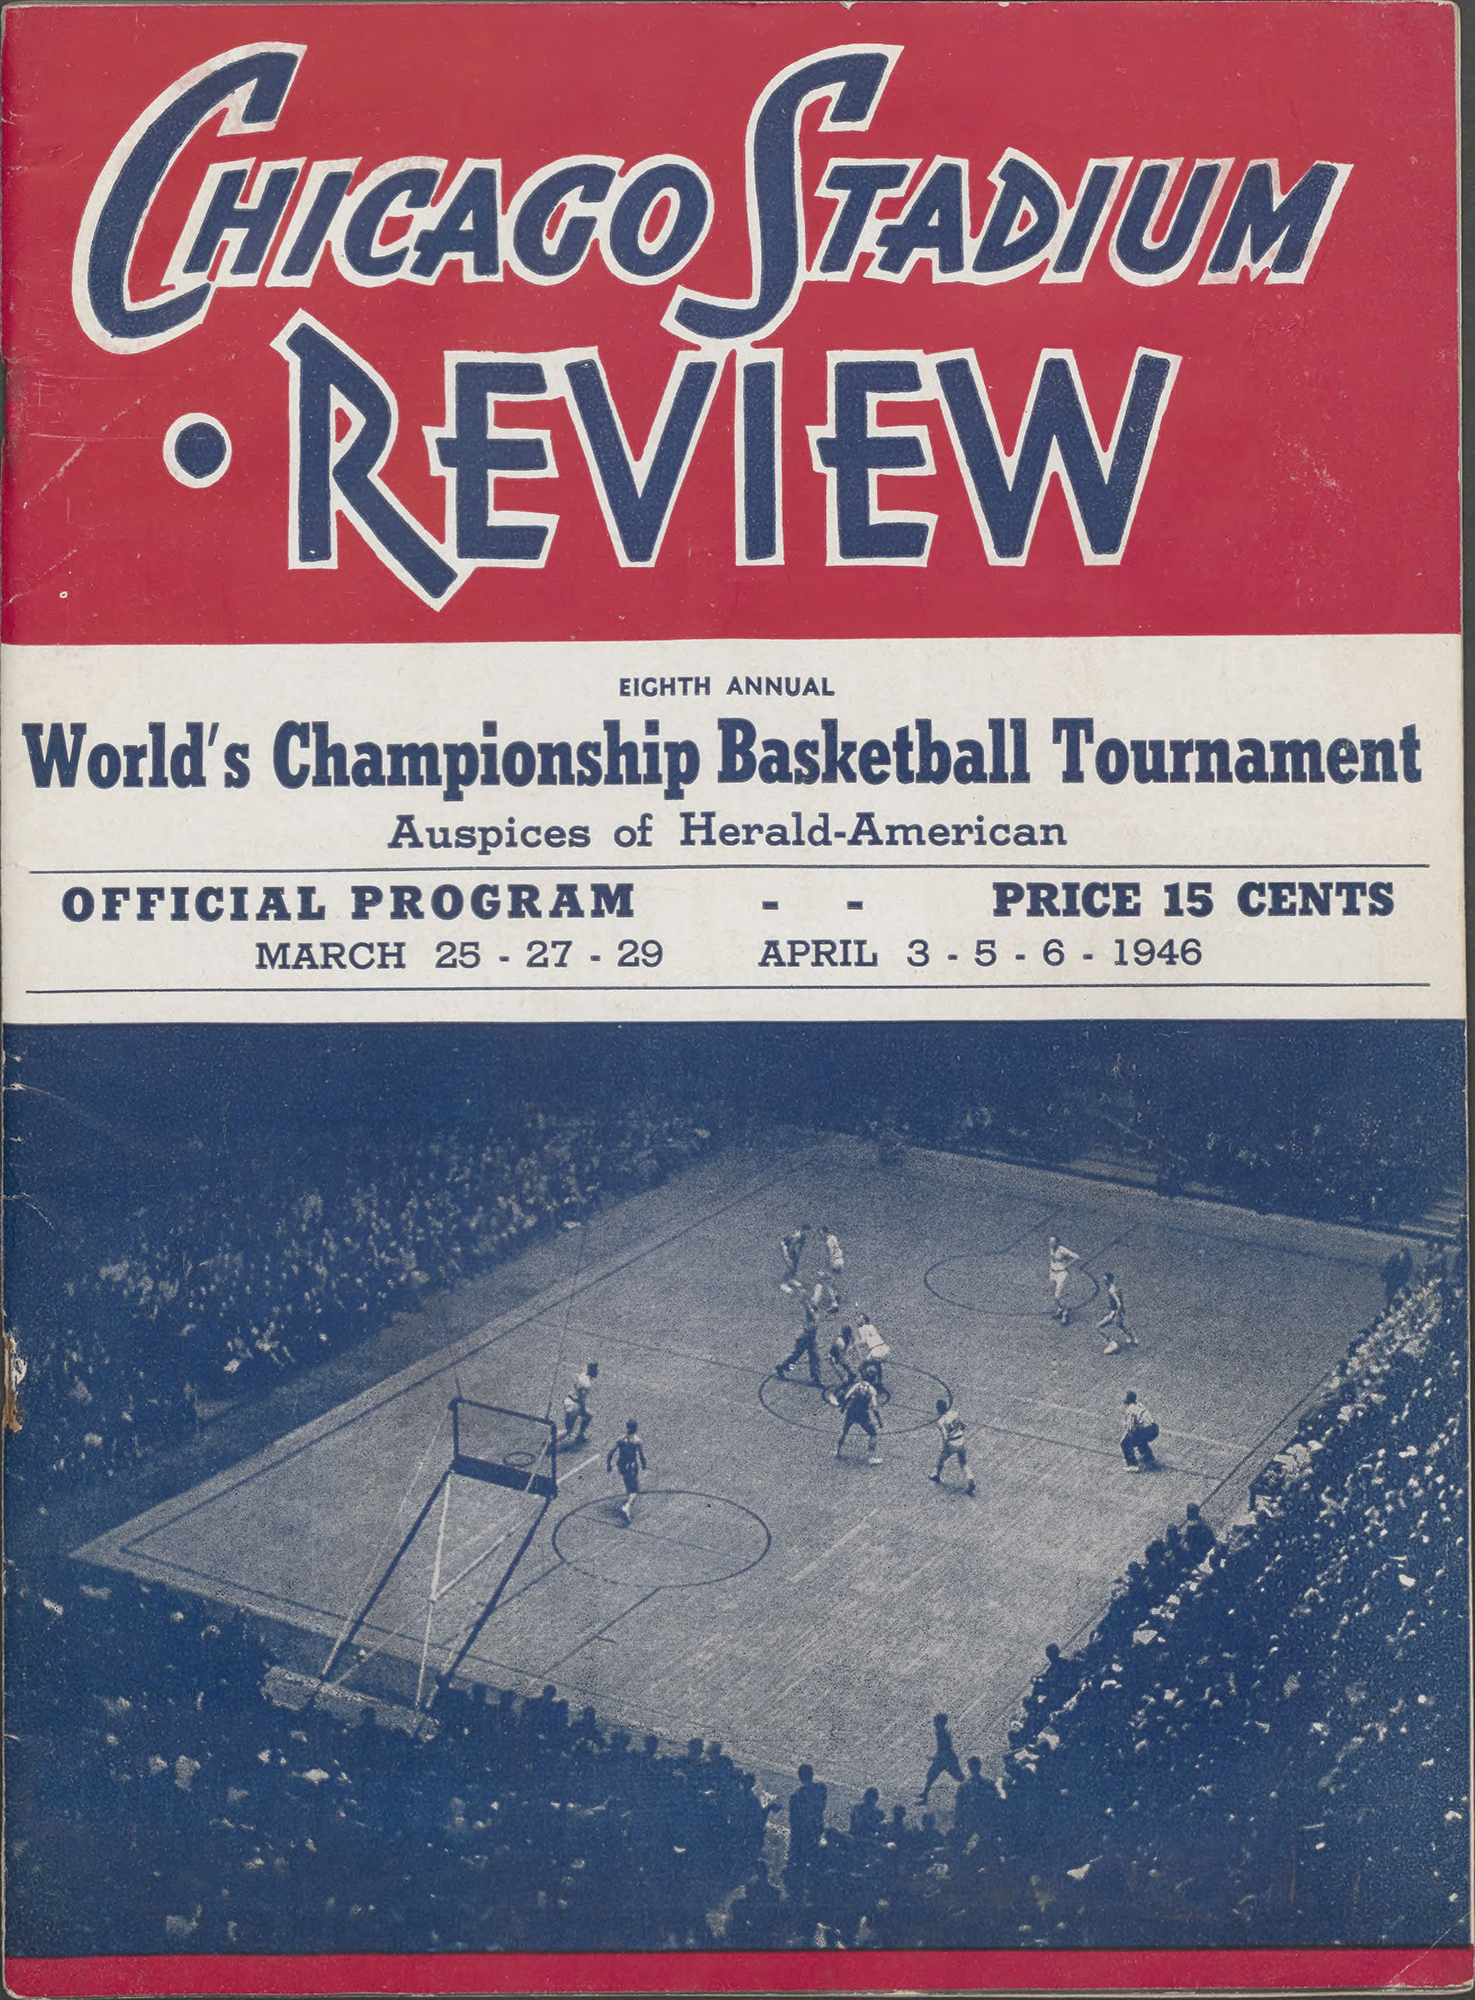 CHICAGO STADIUM
• REVIEW
EIGHTH ANNUAL
World's Championship Basketball Tournament
Auspices of Herald-American
OFFICIAL PROGRAM - - PRICE 15 CENTS
MARCH 25 - 27 - 29 APRIL 3 - 5 - 6 - 1946